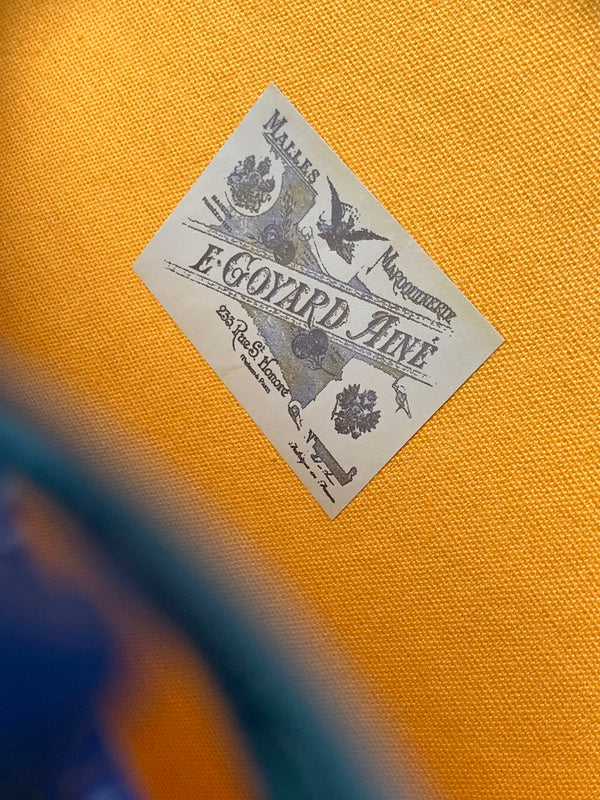 MALLES
MAROQUINERIE
E. GOYARD AINÉ
233, Rue St. Honoré